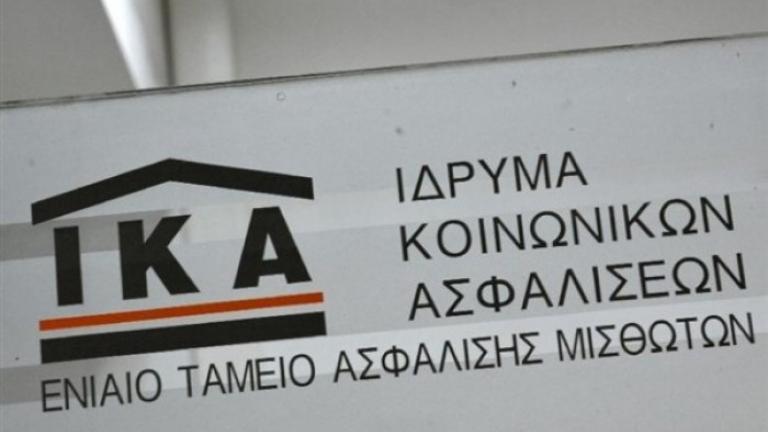 ΙΚΑ
ΙΔΡΥΜΑ
ΚΟΙΝΩΝΙΚΩΝ
ΑΣΦΑΛΙΣΕΩΝ
ΕΝΙΑΙΟ ΤΑΜΕΙΟ ΑΣΦΑΛΙΣΗΣ ΜΙΣΘΩΤΩΝ